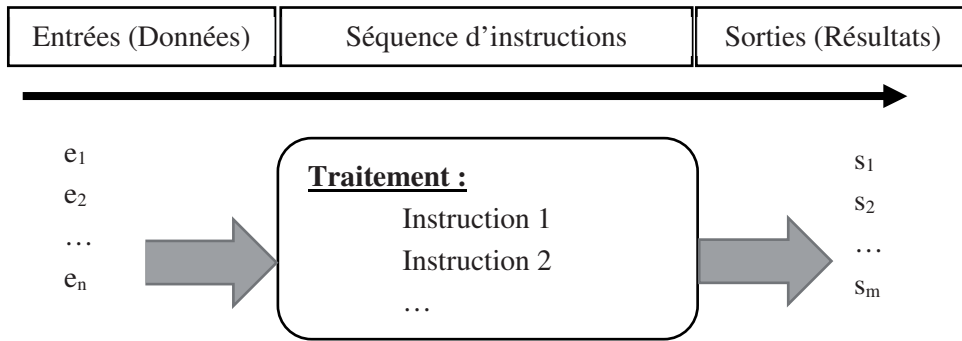 Entrées (Données) Séquence d’instructions Sorties (Résultats)
e₁
e₂
…
eₙ
Traitement :
Instruction 1
Instruction 2
…
s₁
s₂
…
sₘ